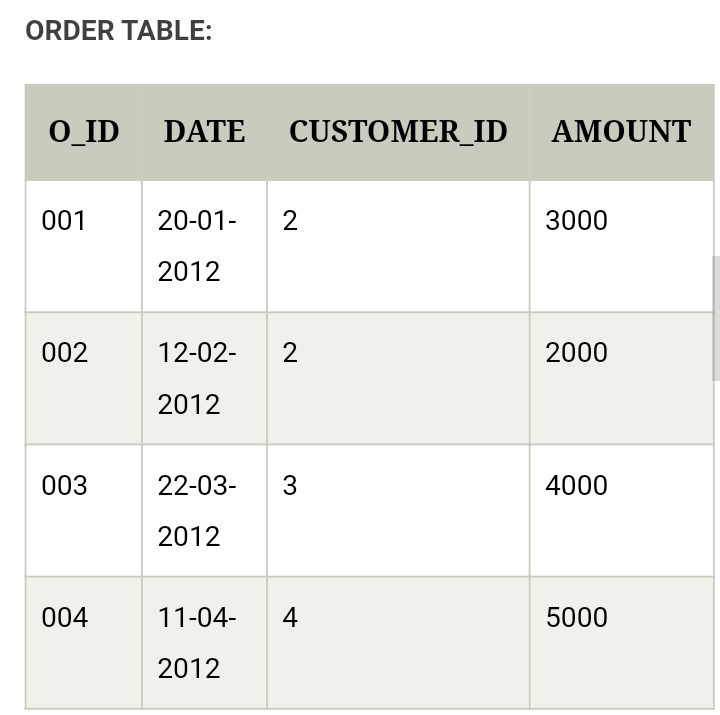 ORDER TABLE:
O_ID DATE CUSTOMER_ID AMOUNT
001 20-01- 2 3000
2012
002 12-02- 2 2000
2012
003 22-03- 3 4000
2012
004 11-04- 4 5000
2012